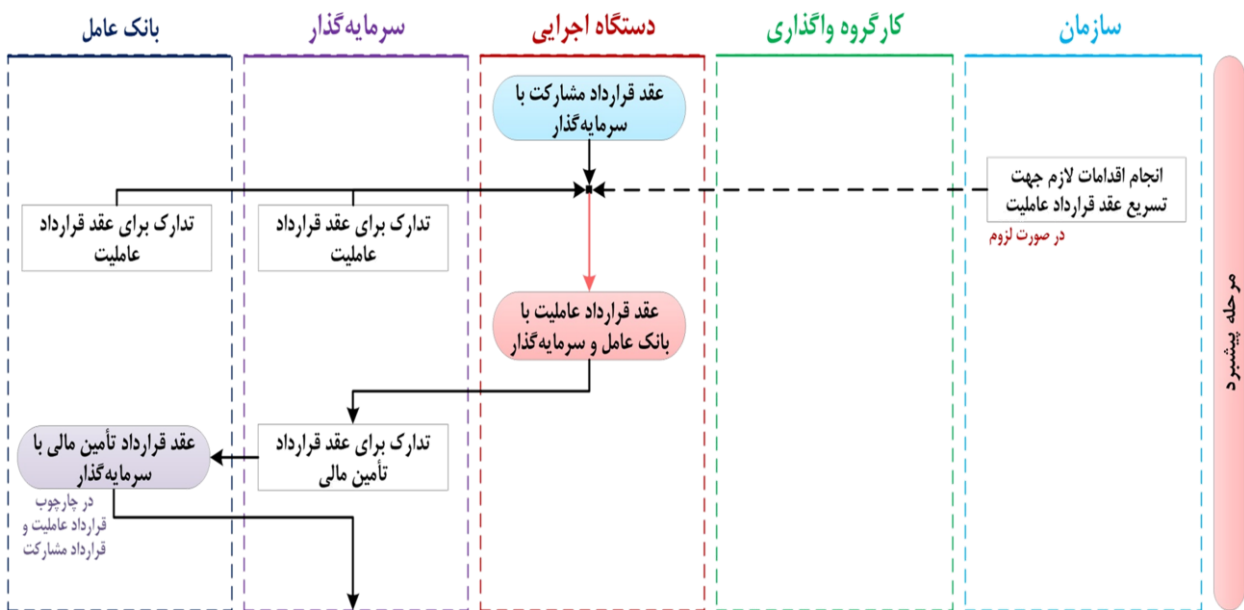 سازمان
کارگروه واگذاری
دستگاه اجرایی
سرمایه‌گذار
بانک عامل
مرحله پیشبرد
عقد قرارداد مشارکت با
سرمایه‌گذار
انجام اقدامات لازم جهت
تسریع عقد قرارداد عاملیت
در صورت لزوم
تدارک برای عقد قرارداد
عاملیت
تدارک برای عقد قرارداد
عاملیت
عقد قرارداد عاملیت با
بانک عامل و سرمایه‌گذار
تدارک برای عقد قرارداد
تأمین مالی
عقد قرارداد تأمین مالی با
سرمایه‌گذار
در چارچوب
قرارداد عاملیت و
قرارداد مشارکت